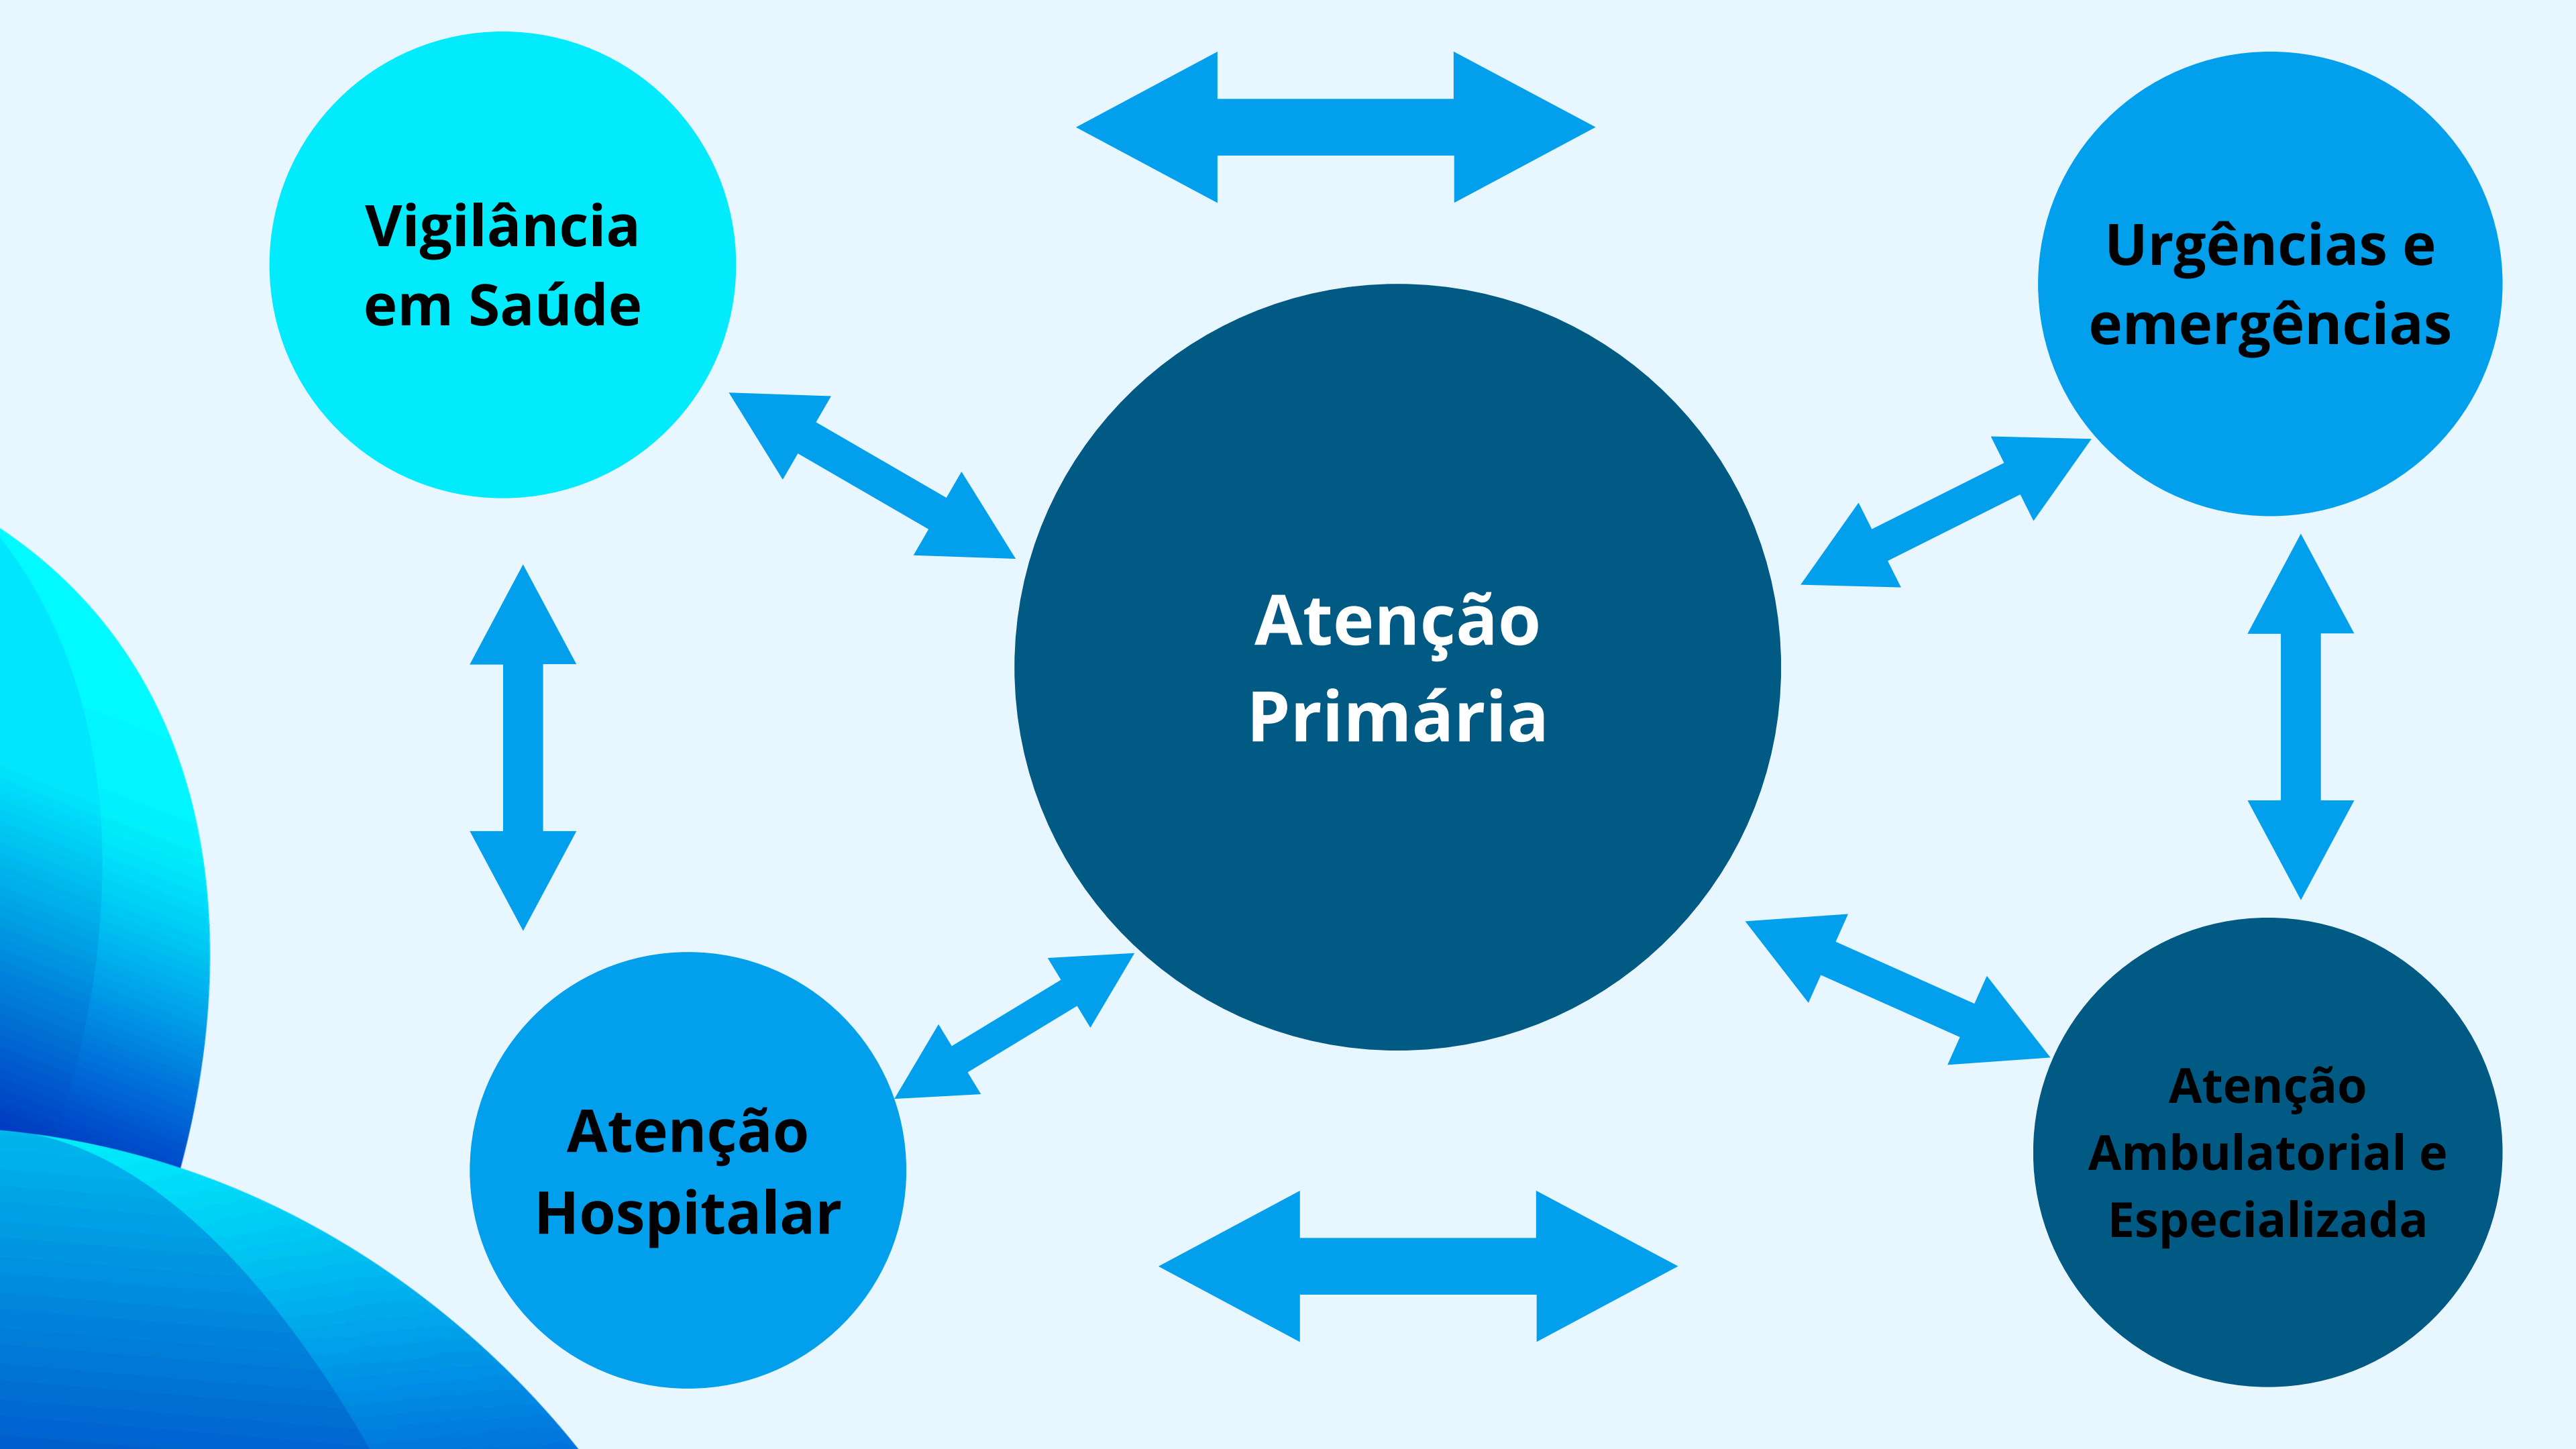 Vigilância
em Saúde
Urgências e
emergências
Atenção
Primária
Atenção
Hospitalar
Atenção
Ambulatorial e
Especializada